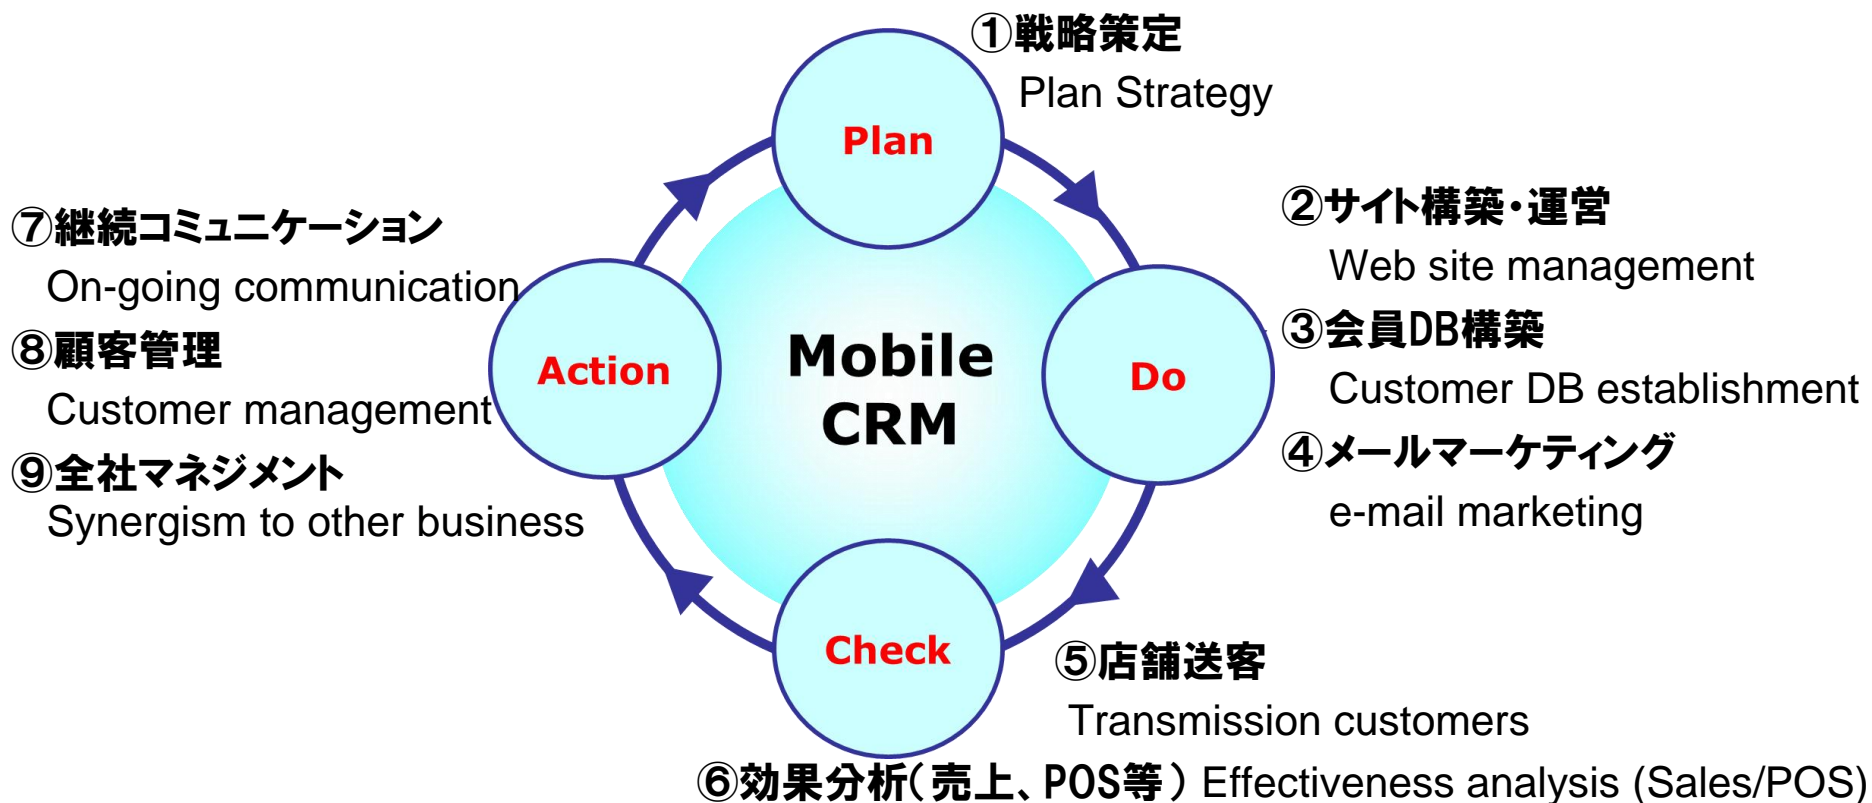 ①戦略策定
Plan Strategy
Plan
②サイト構築・運営
Web site management
③会員DB構築
Customer DB establishment
④メールマーケティング
e-mail marketing
Do
⑤店舗送客
Transmission customers
⑥効果分析(売上、POS等) Effectiveness analysis (Sales/POS)
Check
⑦継続コミュニケーション
On-going communication
⑧顧客管理
Customer management
⑨全社マネジメント
Synergism to other business
Action
Mobile
CRM